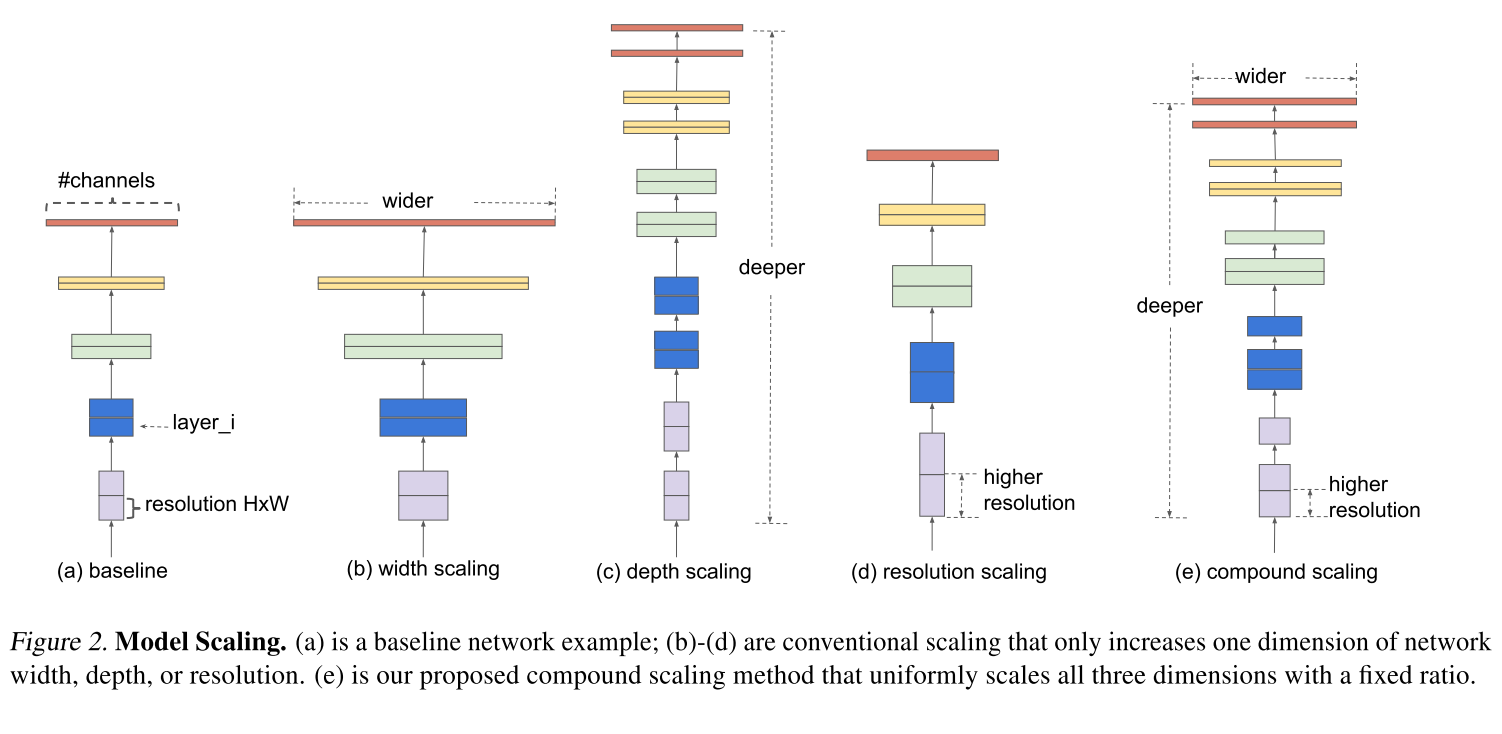 #channels
layer_i
resolution HxW
(a) baseline
wider
(b) width scaling
deeper
(c) depth scaling
higher
resolution
(d) resolution scaling
wider
deeper
higher
resolution
(e) compound scaling
Figure 2. Model Scaling. (a) is a baseline network example; (b)-(d) are conventional scaling that only increases one dimension of network
width, depth, or resolution. (e) is our proposed compound scaling method that uniformly scales all three dimensions with a fixed ratio.